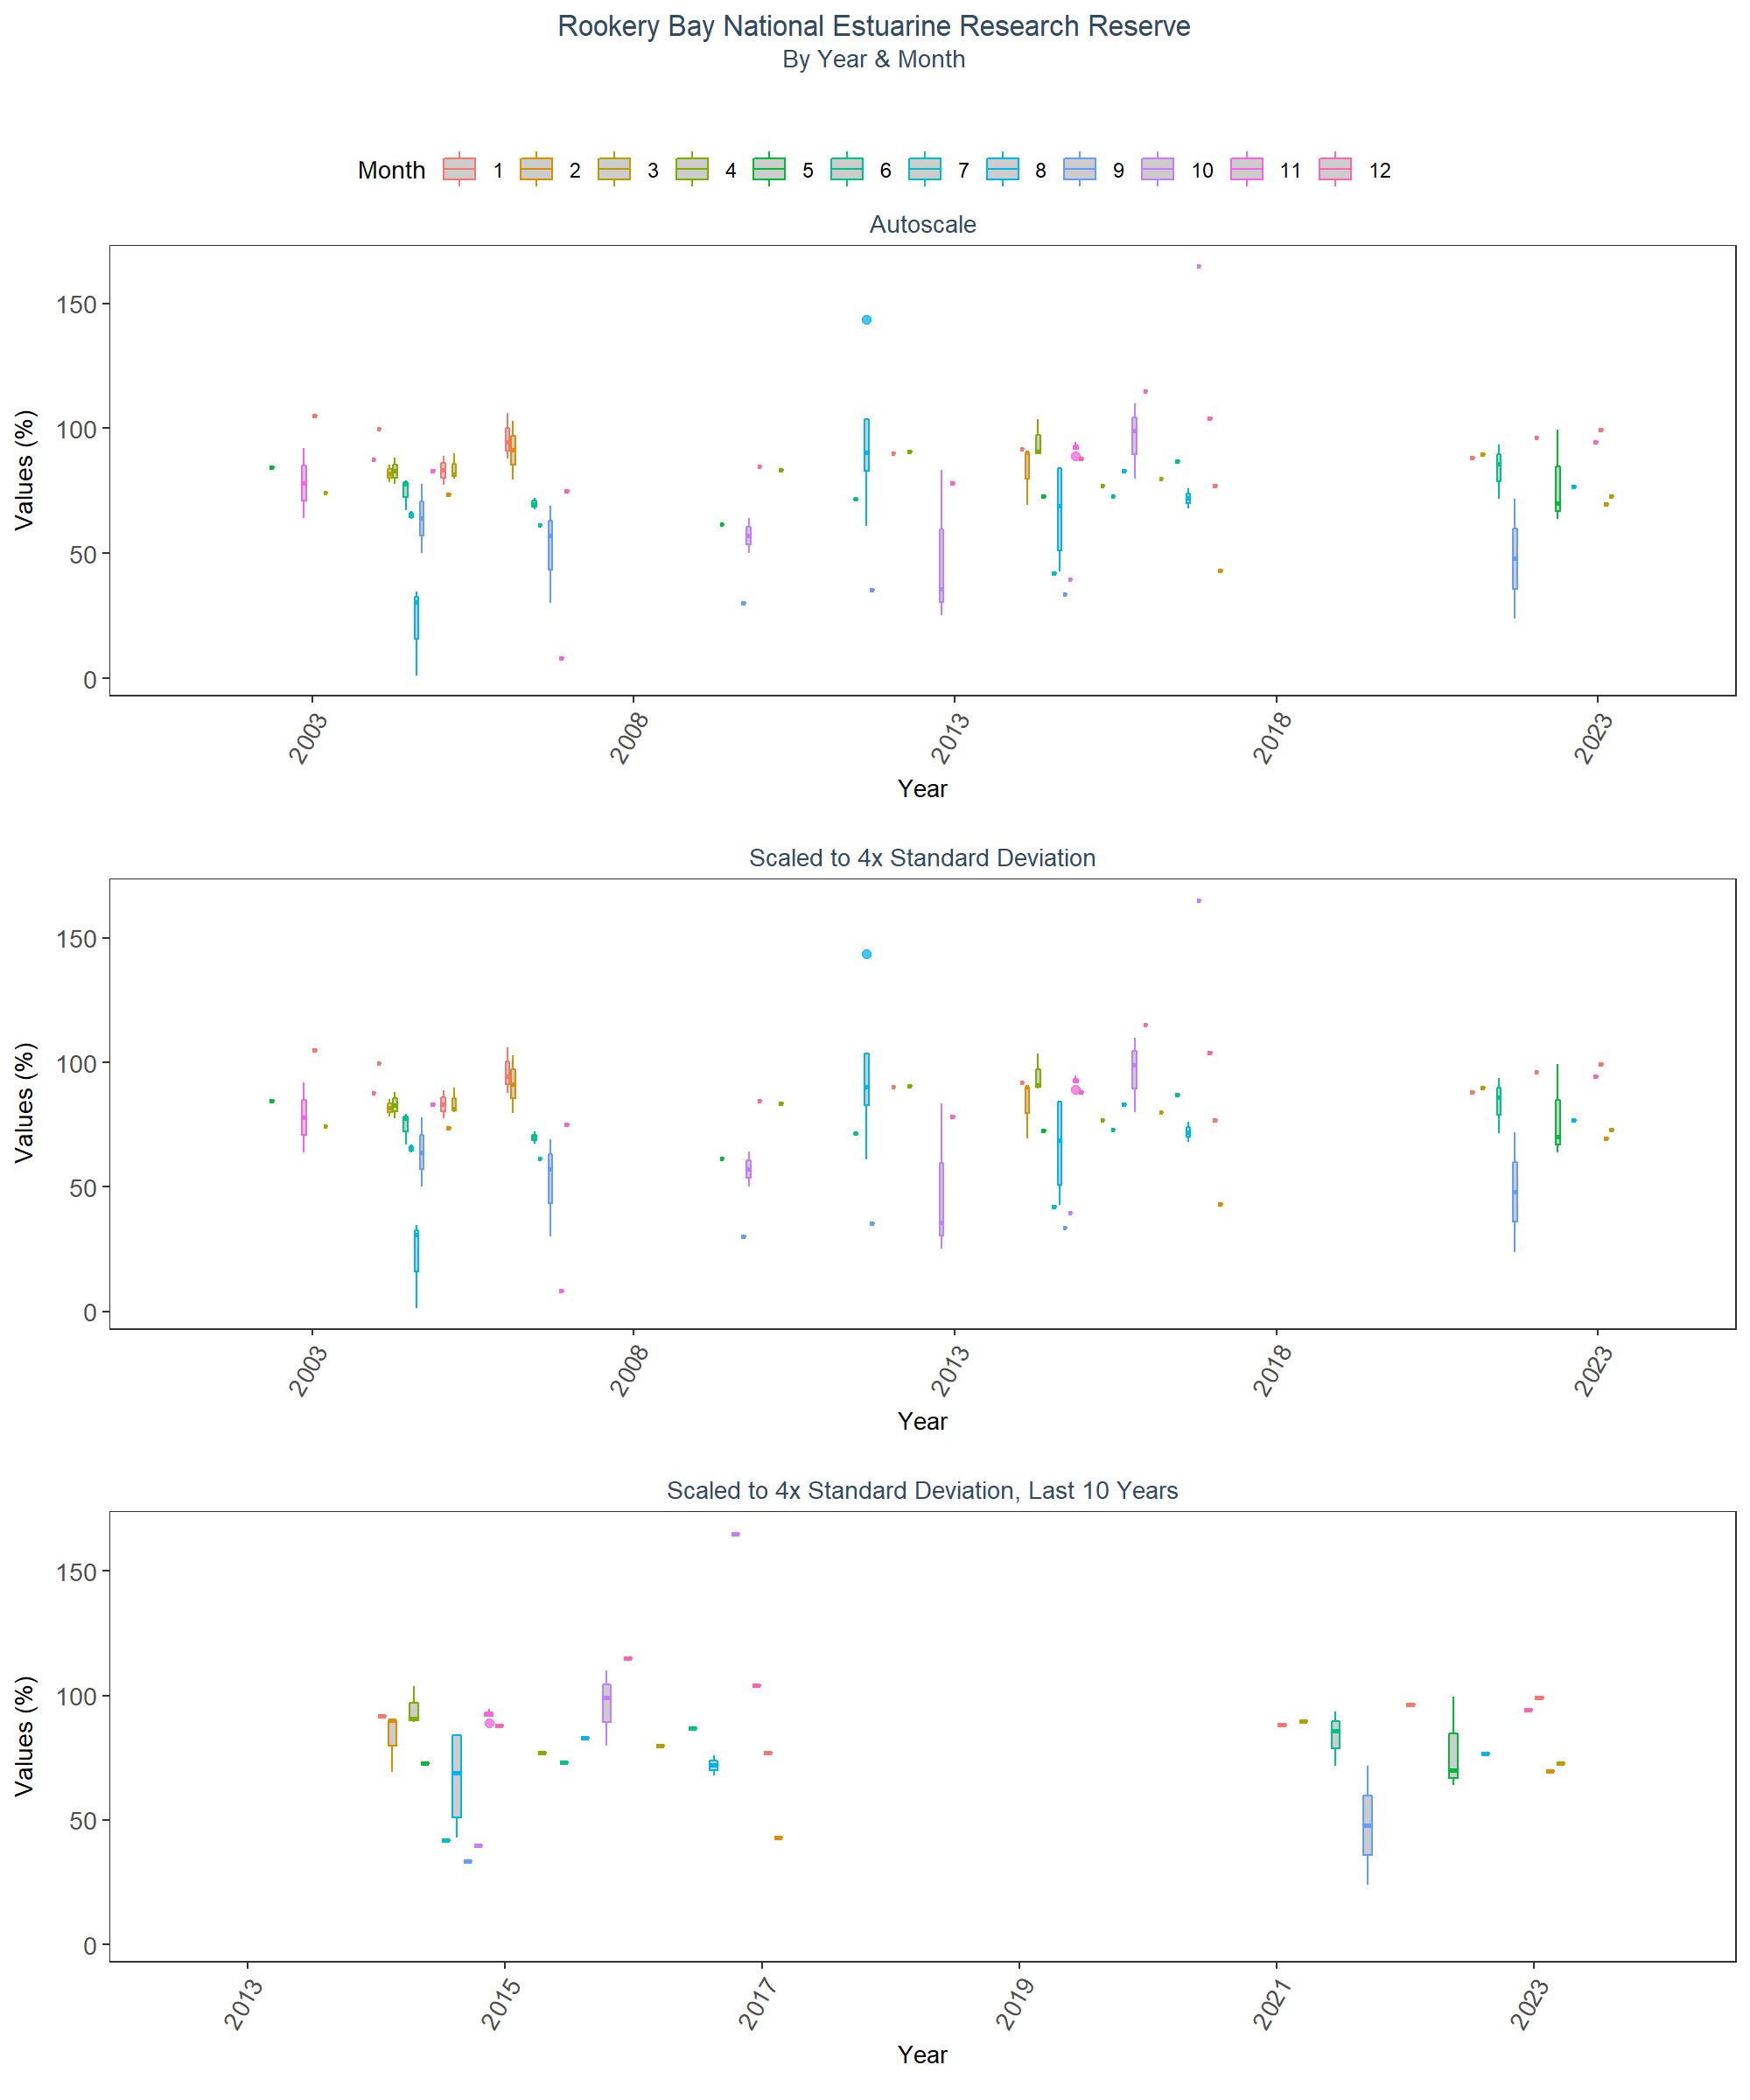 Rookery Bay National Estuarine Research Reserve
By Year & Month
Month 1 2 3 4 5 6 7 8 9 10 11 12
Autoscale
Values (%)
150
100
50
0
2003 2008 2013 2018 2023
Year
Scaled to 4x Standard Deviation
Values (%)
150
100
50
0
2003 2008 2013 2018 2023
Year
Scaled to 4x Standard Deviation, Last 10 Years
Values (%)
150
100
50
0
2013 2015 2017 2019 2021 2023
Year